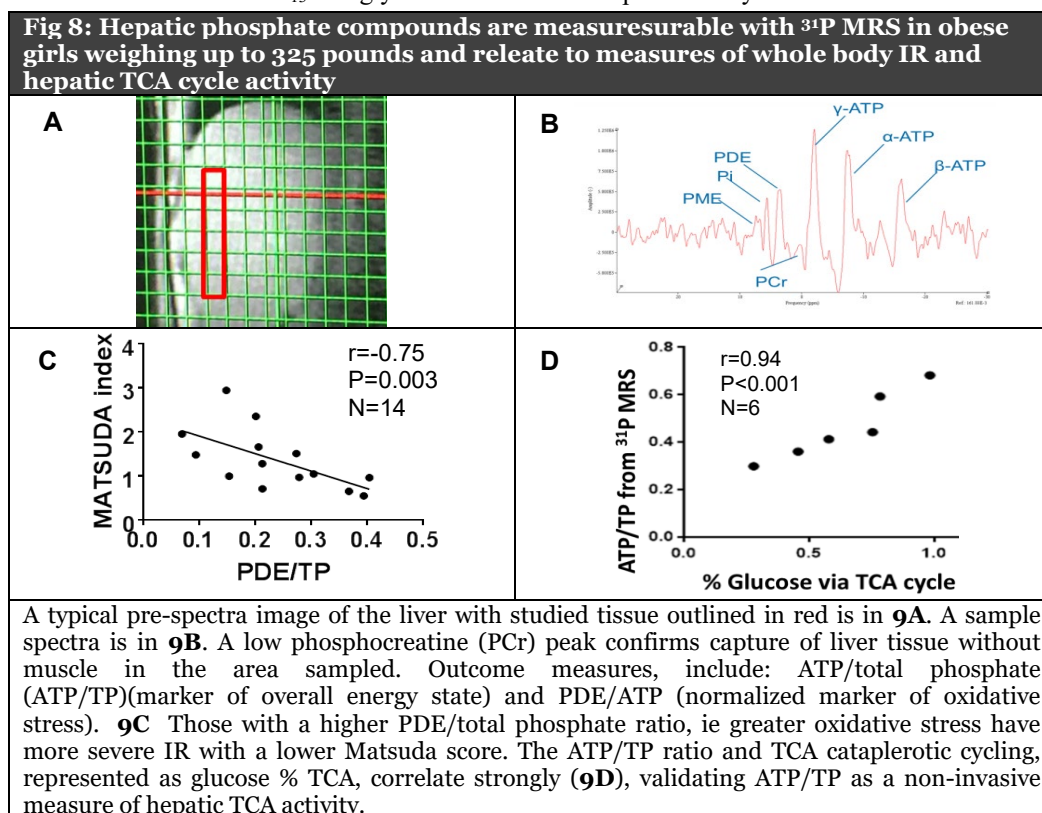 Fig 8: Hepatic phosphate compounds are measuresurable with ³¹P MRS in obese
girls weighing up to 325 pounds and releate to measures of whole body IR and
hepatic TCA cycle activity
A
B
γ-ATP
α-ATP
PDE
β-ATP
Pi
PME
PCr
Amplitude (-)
20
10
0
-10
-20
-30
Frequency (ppm)
C
r=-0.75
P=0.003
N=14
MATSUDA index
4
3
2
1
0
0.0 0.1 0.2 0.3 0.4 0.5
PDE/TP
D
r=0.94
P<0.001
N=6
ATP/TP from ³¹P MRS
0.8
0.6
0.4
0.2
0.0
0.0 0.5 1.0
% Glucose via TCA cycle
A typical pre-spectra image of the liver with studied tissue outlined in red is in 9A. A sample
spectra is in 9B. A low phosphocreatine (PCr) peak confirms capture of liver tissue without
muscle in the area sampled. Outcome measures, include: ATP/total phosphate
(ATP/TP)(marker of overall energy state) and PDE/ATP (normalized marker of oxidative
stress). 9C Those with a higher PDE/total phosphate ratio, ie greater oxidative stress have
more severe IR with a lower Matsuda score. The ATP/TP ratio and TCA cataplerotic cycling,
represented as glucose % TCA, correlate strongly (9D), validating ATP/TP as a non-invasive
measure of hepatic TCA activity.